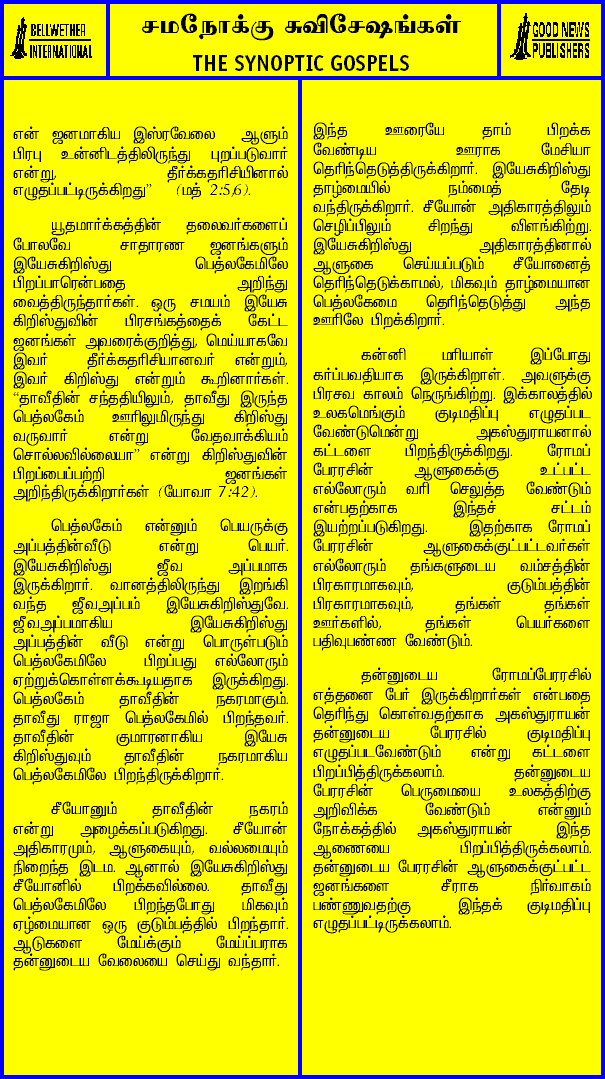 BELLWETHER
INTERNATIONAL
சமநோக்கு சுவிசேஷங்கள்
THE SYNOPTIC GOSPELS
GOOD NEWS
PUBLISHERS
என் ஜனமாகிய இஸ்ரவேலை ஆளும்
பிரபு உன்னிடத்திலிருந்து புறப்படுவார்
என்று, தீர்க்கதரிசியினால்
எழுதப்பட்டிருக்கிறது” (மத் 2:5,6).
யூதமார்க்கத்தின் தலைவர்களைப்
போலவே சாதாரண ஜனங்களும்
இயேசுகிறிஸ்து பெத்லகேமிலே
பிறப்பாரென்பதை அறிந்து
வைத்திருந்தார்கள். ஒரு சமயம் இயேசு
கிறிஸ்துவின் பிரசங்கத்தைக் கேட்ட
ஜனங்கள் அவரைக்குறித்து, மெய்யாகவே
இவர் தீர்க்கதரிசியானவர் என்றும்,
இவர் கிறிஸ்து என்றும் கூறினார்கள்.
“தாவீதின் சந்ததியிலும், தாவீது இருந்த
பெத்லகேம் ஊரிலுமிருந்து கிறிஸ்து
வருவார் என்று வேதவாக்கியம்
சொல்லவில்லையா” என்று கிறிஸ்துவின்
பிறப்பைப்பற்றி ஜனங்கள்
அறிந்திருக்கிறார்கள் (யோவா 7:42).
பெத்லகேம் என்னும் பெயருக்கு
அப்பத்தின்வீடு என்று பெயர்.
இயேசுகிறிஸ்து ஜீவ அப்பமாக
இருக்கிறார். வானத்திலிருந்து இறங்கி
வந்த ஜீவஅப்பம் இயேசுகிறிஸ்துவே.
ஜீவஅப்பமாகிய இயேசுகிறிஸ்து
அப்பத்தின் வீடு என்று பொருள்படும்
பெத்லகேமிலே பிறப்பது எல்லோரும்
ஏற்றுக்கொள்ளக்கூடியதாக இருக்கிறது.
பெத்லகேம் தாவீதின் நகரமாகும்.
தாவீது ராஜா பெத்லகேமில் பிறந்தவர்.
தாவீதின் குமாரனாகிய இயேசு
கிறிஸ்துவும் தாவீதின் நகரமாகிய
பெத்லகேமிலே பிறந்திருக்கிறார்.
சீயோனும் தாவீதின் நகரம்
என்று அழைக்கப்படுகிறது. சீயோன்
அதிகாரமும், ஆளுகையும், வல்லமையும்
நிறைந்த இடம். ஆனால் இயேசுகிறிஸ்து
சீயோனில் பிறக்கவில்லை. தாவீது
பெத்லகேமிலே பிறந்தபோது மிகவும்
ஏழ்மையான ஒரு குடும்பத்தில் பிறந்தார்.
ஆடுகளை மேய்க்கும் மேய்ப்பராக
தன்னுடைய வேலையை செய்து வந்தார்.
இந்த ஊரையே தாம் பிறக்க
வேண்டிய ஊராக மேசியா
தெரிந்தெடுத்திருக்கிறார். இயேசுகிறிஸ்து
தாழ்மையில் நம்மைத் தேடி
வந்திருக்கிறார். சீயோன் அதிகாரத்திலும்
செழிப்பிலும் சிறந்து விளங்கிற்று.
இயேசுகிறிஸ்து அதிகாரத்தினால்
ஆளுகை செய்யப்படும் சீயோனைத்
தெரிந்தெடுக்காமல், மிகவும் தாழ்மையான
பெத்லகேமை தெரிந்தெடுத்து அந்த
ஊரிலே பிறக்கிறார்.
கன்னி மரியாள் இப்போது
கர்ப்பவதியாக இருக்கிறாள். அவளுக்கு
பிரசவ காலம் நெருங்கிற்று. இக்காலத்தில்
உலகமெங்கும் குடிமதிப்பு எழுதப்பட
வேண்டுமென்று அகஸ்துராயனால்
கட்டளை பிறந்திருக்கிறது. ரோமப்
பேரரசின் ஆளுகைக்கு உட்பட்ட
எல்லோரும் வரி செலுத்த வேண்டும்
என்பதற்காக இந்தச் சட்டம்
இயற்றப்படுகிறது. இதற்காக ரோமப்
பேரரசின் ஆளுகைக்குட்பட்டவர்கள்
எல்லோரும் தங்களுடைய வம்சத்தின்
பிரகாரமாகவும், குடும்பத்தின்
பிரகாரமாகவும், தங்கள் தங்கள்
ஊர்களில், தங்கள் பெயர்களை
பதிவுபண்ண வேண்டும்.
தன்னுடைய ரோமப்பேரரசில்
எத்தனை பேர் இருக்கிறார்கள் என்பதை
தெரிந்து கொள்வதற்காக அகஸ்துராயன்
தன்னுடைய பேரரசில் குடிமதிப்பு
எழுதப்படவேண்டும் என்று கட்டளை
பிறப்பித்திருக்கலாம். தன்னுடைய
பேரரசின் பெருமையை உலகத்திற்கு
அறிவிக்க வேண்டும் என்னும்
நோக்கத்தில் அகஸ்துராயன் இந்த
ஆணையை பிறப்பித்திருக்கலாம்.
தன்னுடைய பேரரசின் ஆளுகைக்குட்பட்ட
ஜனங்களை சீராக நிர்வாகம்
பண்ணுவதற்கு இந்தக் குடிமதிப்பு
எழுதப்பட்டிருக்கலாம்.